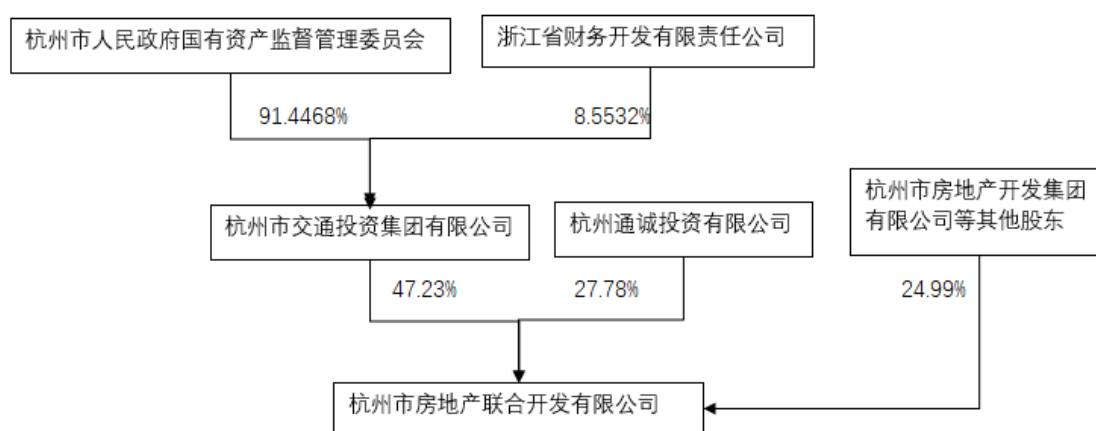 杭州市人民政府国有资产监督管理委员会
浙江省财务开发有限责任公司
91.4468%
8.5532%
杭州市交通投资集团有限公司
杭州通诚投资有限公司
杭州市房地产开发集团
有限公司等其他股东
47.23%
27.78%
24.99%
杭州市房地产联合开发有限公司